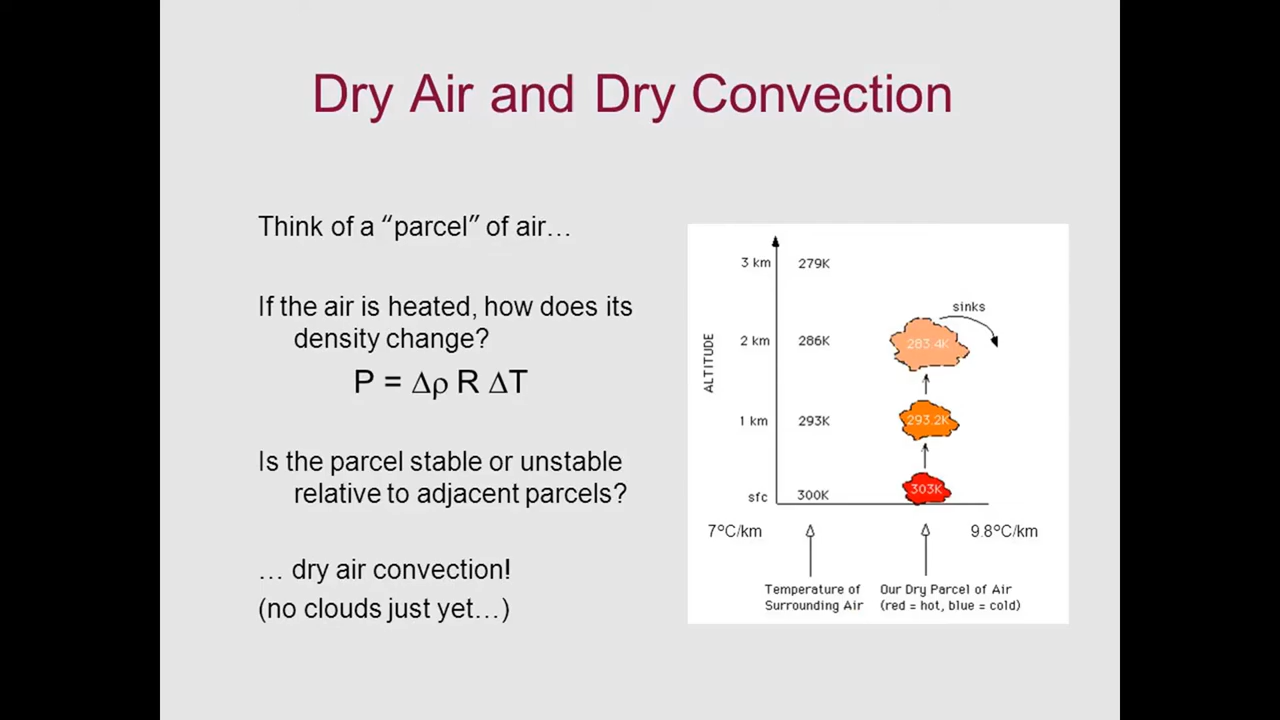 Dry Air and Dry Convection
Think of a “parcel” of air…
If the air is heated, how does its
density change?
P = Δρ R ΔT
Is the parcel stable or unstable
relative to adjacent parcels?
… dry air convection!
(no clouds just yet…)
ALTITUDE
3 km 279K
sinks
2 km 286K 283.4K
1 km 293K 293.2K
sfc 300K 303K
7°C/km 9.8°C/km
Temperature of
Surrounding Air
Our Dry Parcel of Air
(red = hot, blue = cold)